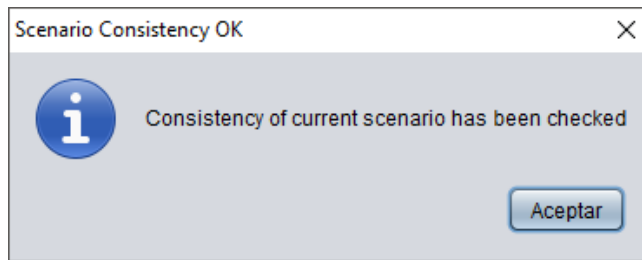 Scenario Consistency OK
Consistency of current scenario has been checked
Aceptar